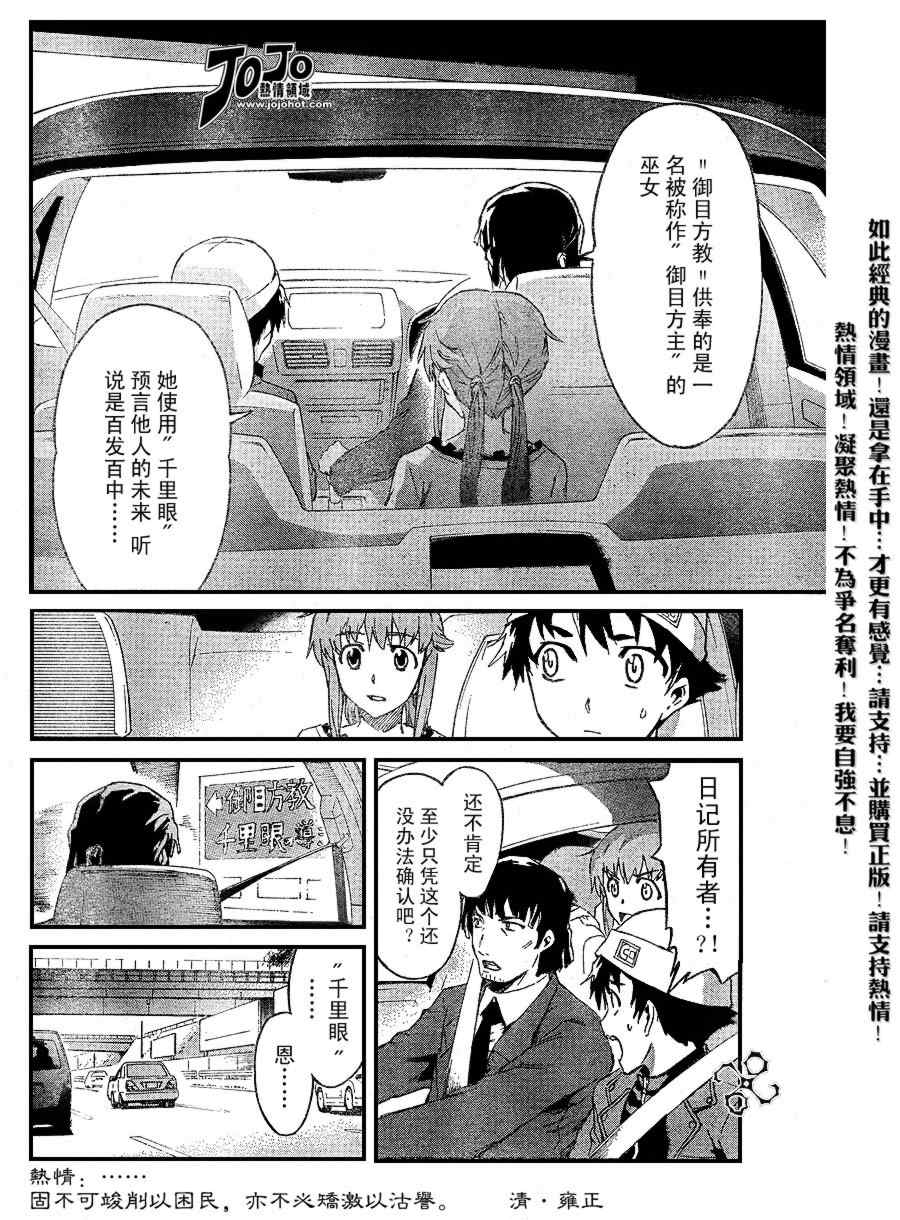 JOJO
熱情領域
www.jojohot.com
"御目方教"供奉的是一
名被称作"御目方主"的
巫女
她使用"千里眼"
预言他人的未来 听
说是百发百中……
日记所有者…?!
还不肯定
至少只凭这个还
没办法确认吧?
御目方教
千里眼の導
"千里眼"
……
恩……
如此經典的漫畫!還是拿在手中…才更有感覺…請支持…並購買正版!請支持熱情!
熱情領域!凝聚熱情!不為爭名奪利!我要自強不息!
熱情:……
固不可竣削以困民,亦不必矯激以沽譽。 清·雍正